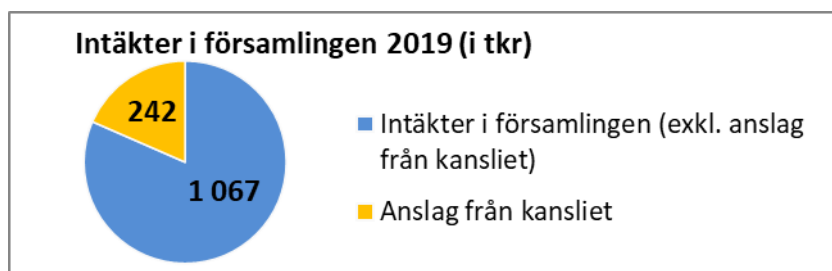 Intäkter i församlingen 2019 (i tkr)
242
1 067
Intäkter i församlingen (exkl. anslag
från kansliet)
Anslag från kansliet